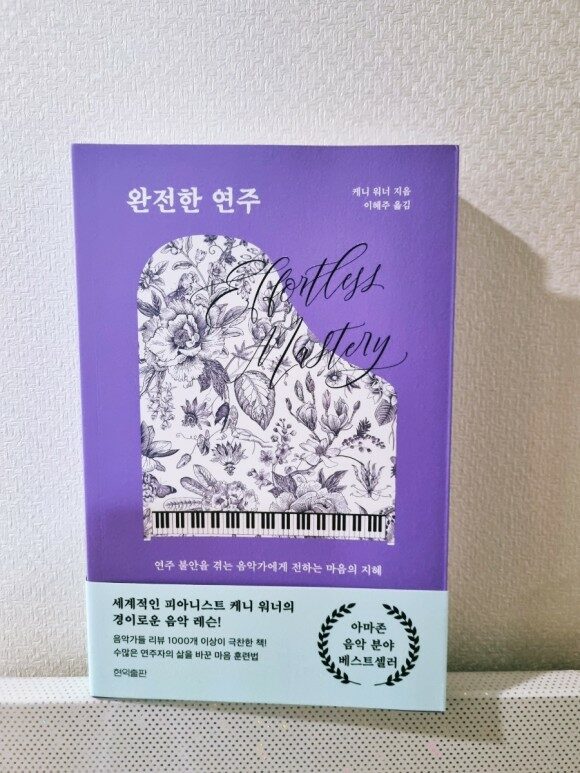 완전한 연주
케니 워너 지음
이혜주 옮김
Effortless
Mastery
연주 불안을 겪는 음악가에게 전하는 마음의 지혜
세계적인 피아니스트 케니 워너의
경이로운 음악 레슨!
음악가들 리뷰 1000개 이상이 극찬한 책!
수많은 연주자의 삶을 바꾼 마음 훈련법
현익출판
아마존
음악 분야
베스트셀러